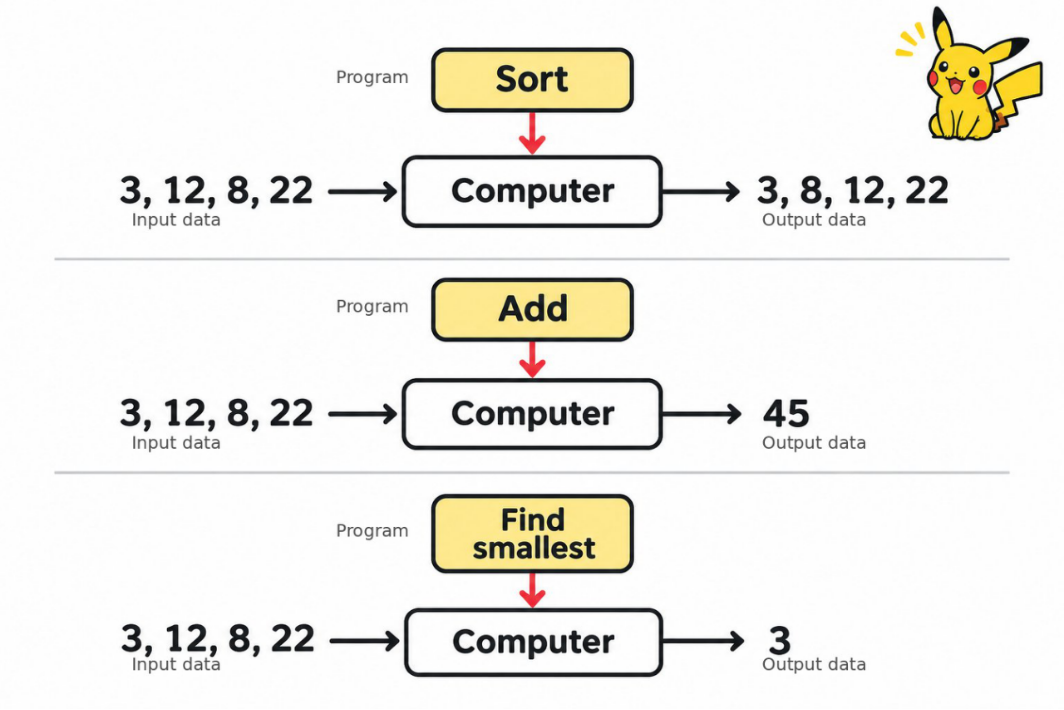 Program
Sort
3, 12, 8, 22
Computer
3, 8, 12, 22
Input data
Output data
Program
Add
3, 12, 8, 22
Computer
45
Input data
Output data
Program
Find
smallest
3, 12, 8, 22
Computer
3
Input data
Output data